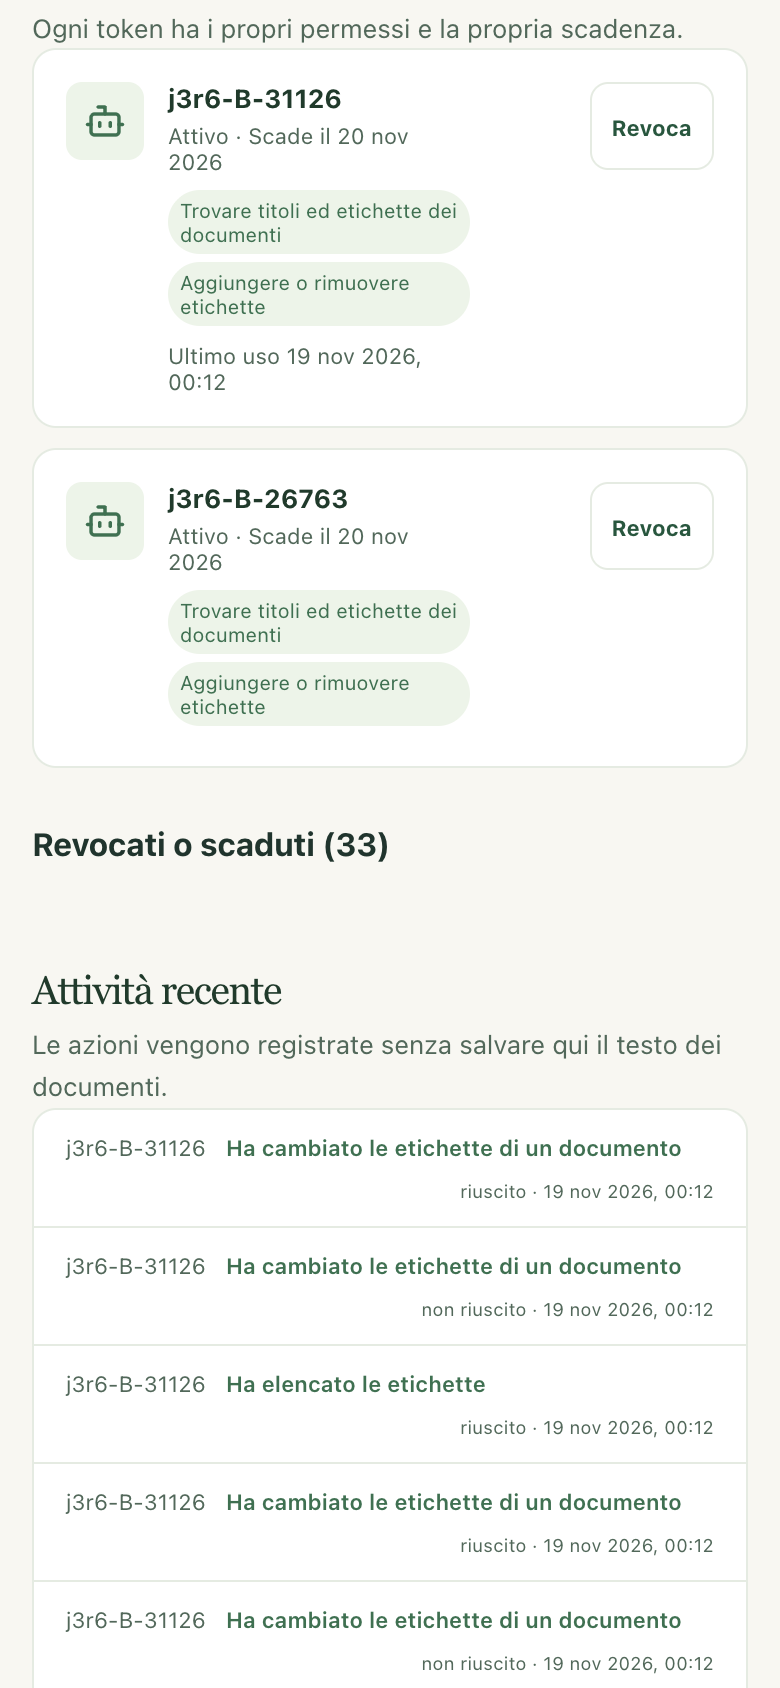 Ogni token ha i propri permessi e la propria scadenza.
j3r6-B-31126
Attivo · Scade il 20 nov
2026
Revoca
Trovare titoli ed etichette dei
documenti
Aggiungere o rimuovere
etichette
Ultimo uso 19 nov 2026,
00:12
j3r6-B-26763
Attivo · Scade il 20 nov
2026
Revoca
Trovare titoli ed etichette dei
documenti
Aggiungere o rimuovere
etichette
Revocati o scaduti (33)
Attività recente
Le azioni vengono registrate senza salvare qui il testo dei
documenti.
j3r6-B-31126 Ha cambiato le etichette di un documento
riuscito · 19 nov 2026, 00:12
j3r6-B-31126 Ha cambiato le etichette di un documento
non riuscito · 19 nov 2026, 00:12
j3r6-B-31126 Ha elencato le etichette
riuscito · 19 nov 2026, 00:12
j3r6-B-31126 Ha cambiato le etichette di un documento
riuscito · 19 nov 2026, 00:12
j3r6-B-31126 Ha cambiato le etichette di un documento
non riuscito · 19 nov 2026, 00:12